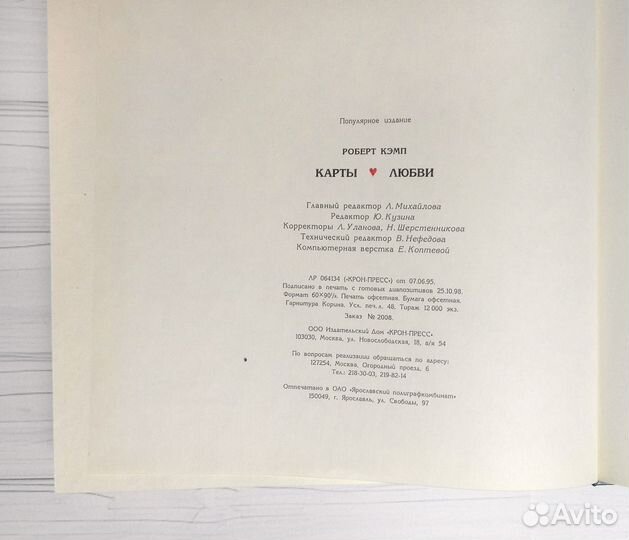 Популярное издание
РОБЕРТ КЭМП
КАРТЫ ♥ ЛЮБВИ
Главный редактор Л. Михайлова
Редактор Ю. Кузина
Корректоры Л. Уланова, Н. Шерстенникова
Технический редактор В. Нефедова
Компьютерная верстка Е. Коптевой
ЛР 064134 («КРОН-ПРЕСС») от 07.06.95.
Подписано в печать с готовых диапозитивов 25.10.98.
Формат 60×90¹/₈. Печать офсетная. Бумага офсетная.
Гарнитура Корина. Усл. печ. л. 48. Тираж 12 000 экз.
Заказ № 2008.
ООО Издательский Дом «КРОН-ПРЕСС»
103030, Москва, ул. Новослободская, 18, а/я 54
По вопросам реализации обращаться по адресу:
127254, Москва, Огородный проезд, 6
Тел.: 218-30-03, 219-82-14
Отпечатано в ОАО «Ярославский полиграфкомбинат»
150049, г. Ярославль, ул. Свободы, 97
Avito